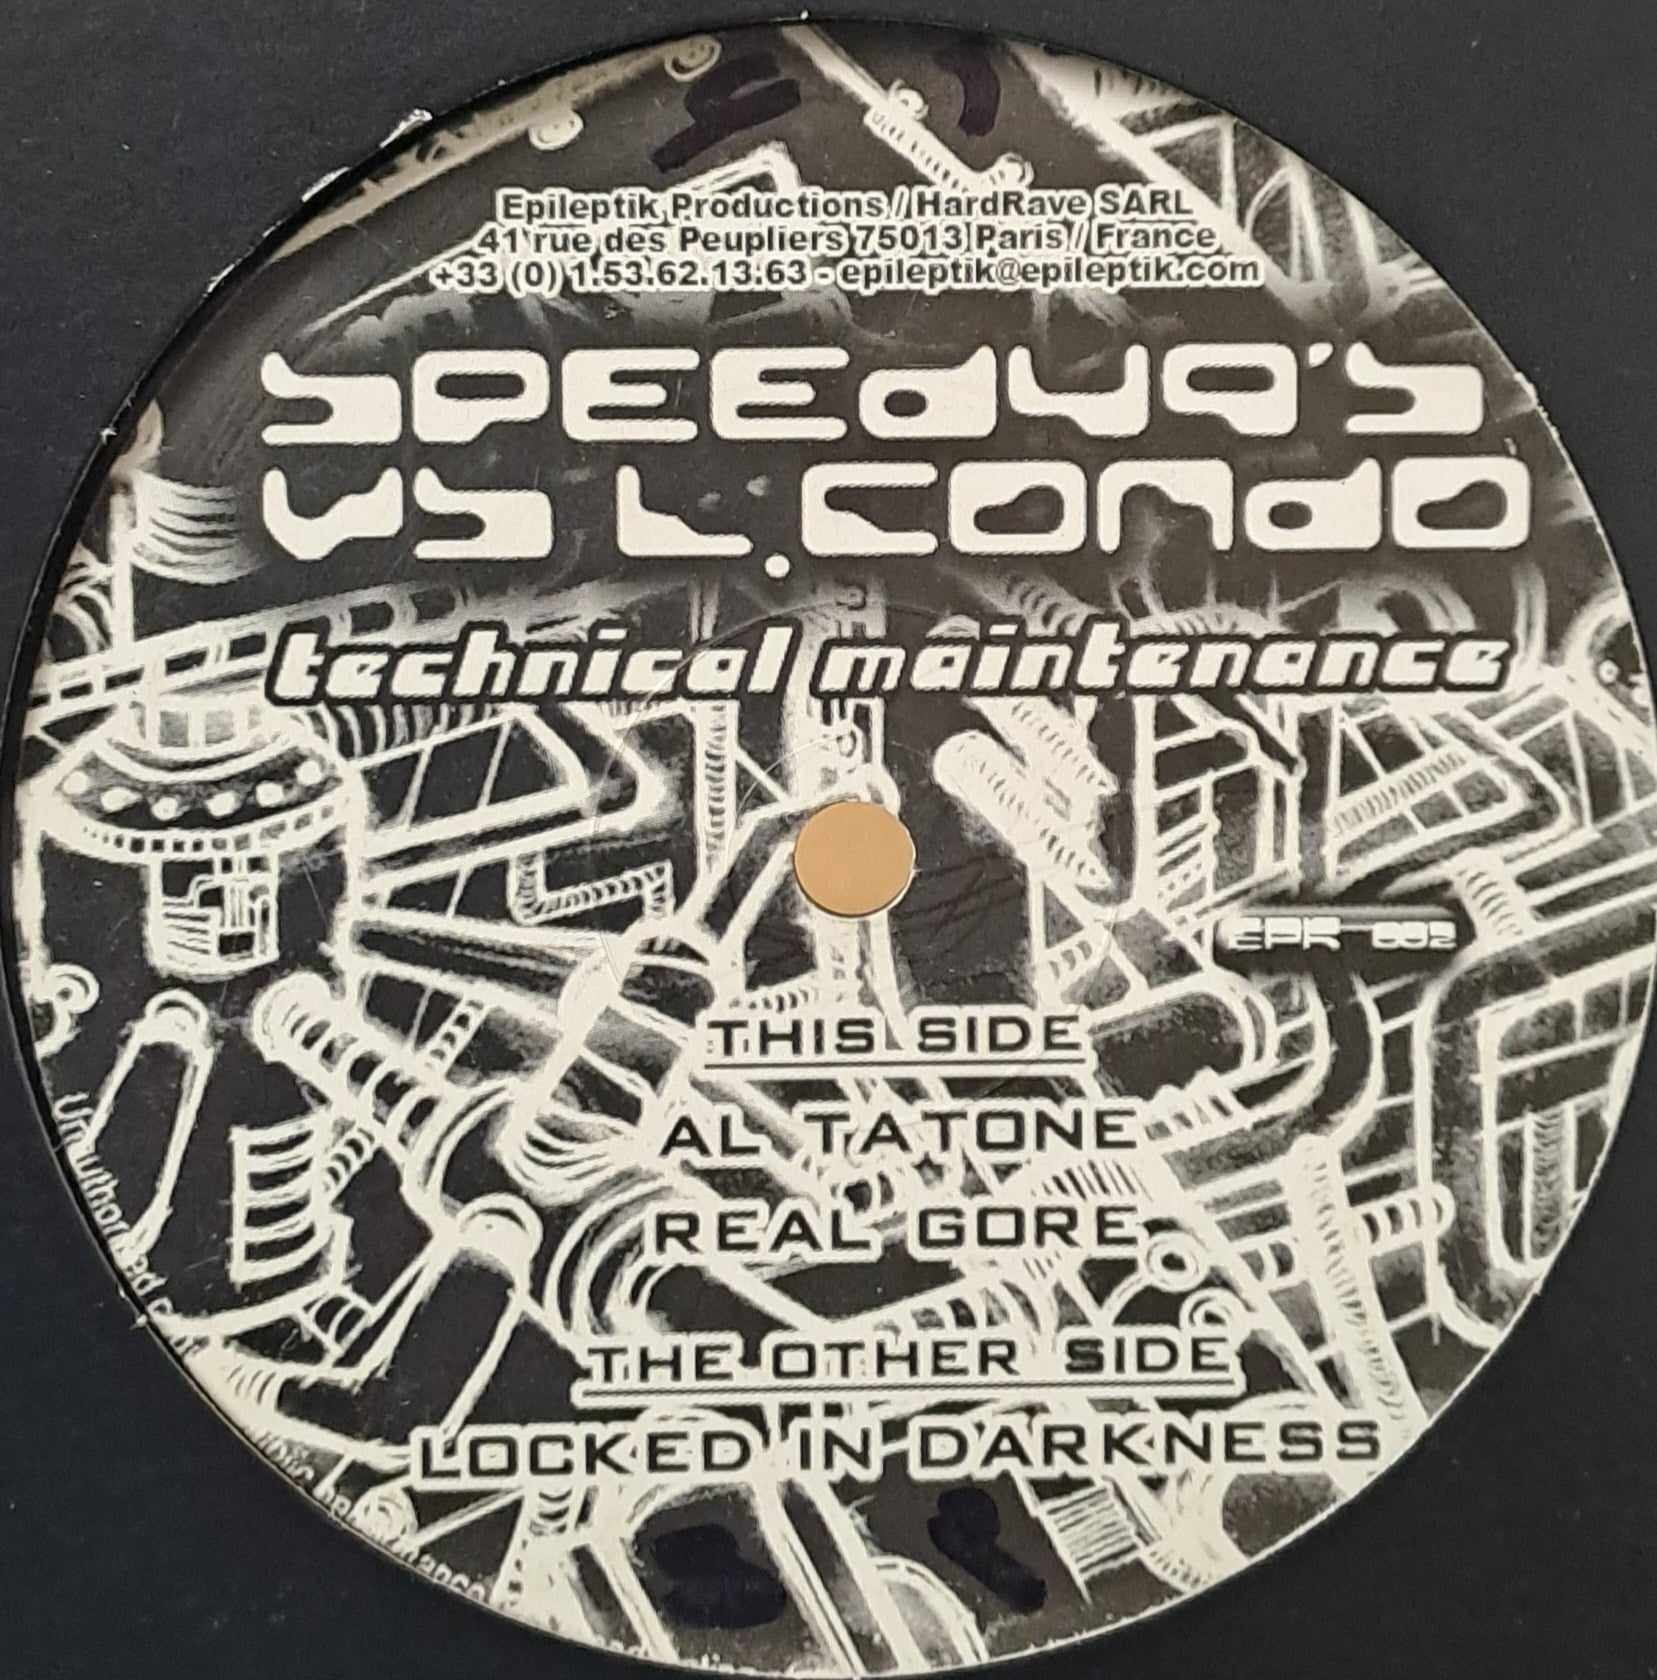 Epileptik Productions / HardRave SARL
41 rue des Peupliers 75013 Paris / France
+33 (0) 1.53.62.13.63 - epileptik@epileptik.com
SPEEdyq's
VS L.Condo
technical maintenance
EPK 002
THIS SIDE
AL TATONE
REAL GORE
THE OTHER SIDE
LOCKED IN DARKNESS
Unauthorised